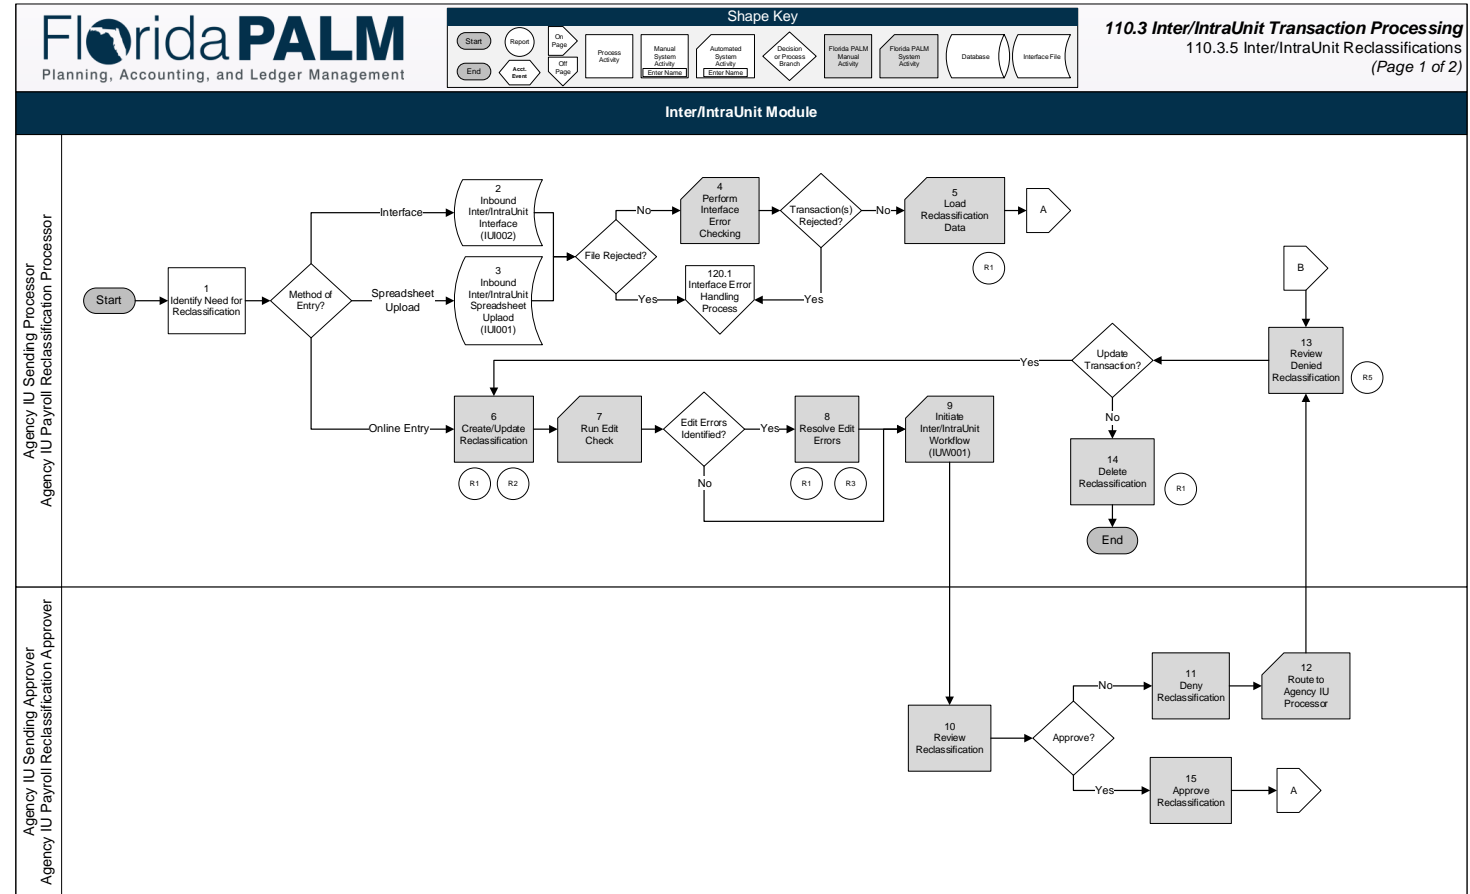 Florida PALM
Planning, Accounting, and Ledger Management
Shape Key
Start
End
Report
Acct.
Event
On
Page
Off
Page
Process
Activity
Manual
System
Activity
Enter Name
Automated
System
Activity
Enter Name
Decision
or Process
Branch
Florida PALM
Manual
Activity
Florida PALM
System
Activity
Database
Interface File
110.3 Inter/IntraUnit Transaction Processing
110.3.5 Inter/IntraUnit Reclassifications
(Page 1 of 2)
Inter/IntraUnit Module
Agency IU Sending Processor
Agency IU Payroll Reclassification Processor
Start
1
Identify Need for
Reclassification
Method of
Entry?
Interface
Spreadsheet
Upload
Online Entry
2
Inbound
Inter/IntraUnit
Interface
(IUI002)
3
Inbound
Inter/IntraUnit
Spreadsheet
Uplaod
(IUI001)
File Rejected?
No
Yes
4
Perform
Interface
Error
Checking
120.1
Interface Error
Handling
Process
Transaction(s)
Rejected?
No
Yes
5
Load
Reclassification
Data
R1
A
B
13
Review
Denied
Reclassification
R5
Update
Transaction?
Yes
No
14
Delete
Reclassification
R1
End
6
Create/Update
Reclassification
R1
R2
7
Run Edit
Check
Edit Errors
Identified?
Yes
No
8
Resolve Edit
Errors
R1
R3
9
Initiate
Inter/IntraUnit
Workflow
(IUW001)
Agency IU Sending Approver
Agency IU Payroll Reclassification Approver
10
Review
Reclassification
Approve?
No
Yes
11
Deny
Reclassification
12
Route to
Agency IU
Processor
15
Approve
Reclassification
A